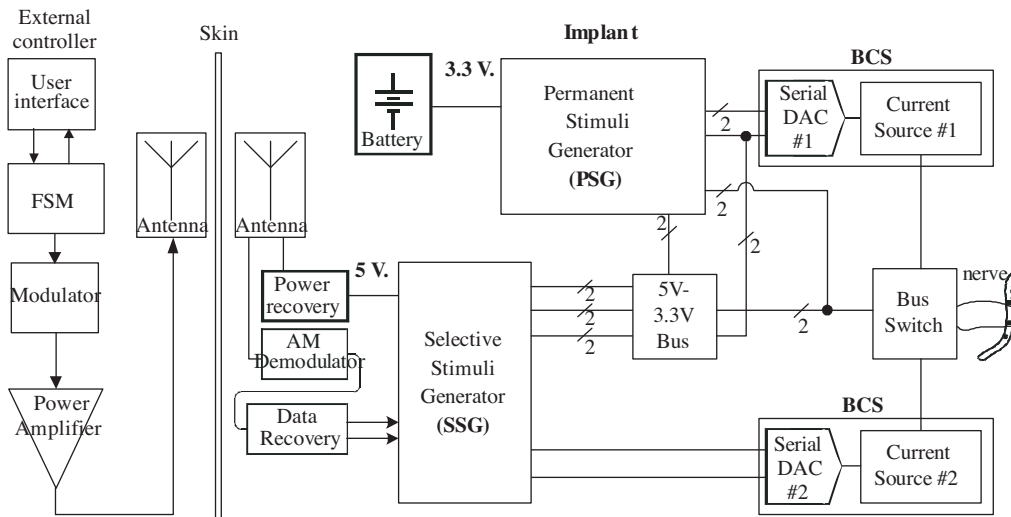 External
controller
User
interface
FSM
Modulator
Power
Amplifier
Skin
Antenna
Antenna
Power
recovery
AM
Demodulator
Data
Recovery
Implant
3.3 V.
Battery
Permanent
Stimuli
Generator
(PSG)
5 V.
Selective
Stimuli
Generator
(SSG)
2
2
2
2
2
2
2
2
5V-
3.3V
Bus
BCS
Serial
DAC
#1
Current
Source #1
Bus
Switch
nerve
BCS
Serial
DAC
#2
Current
Source #2